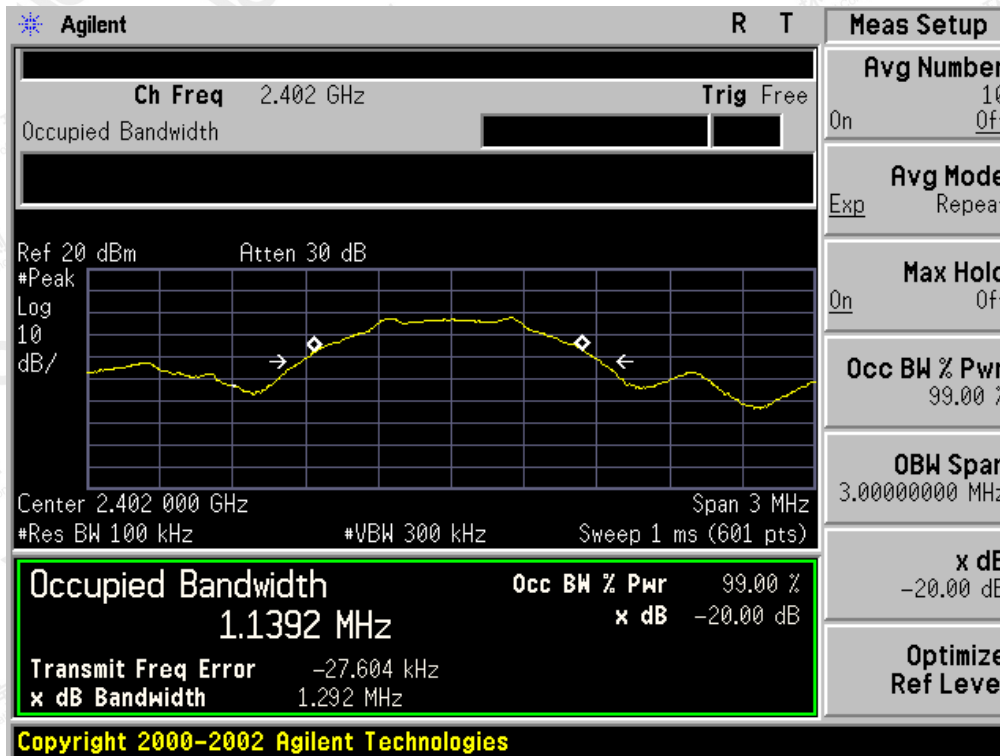 Agilent R T
Meas Setup
Ch Freq 2.402 GHz Trig Free
Occupied Bandwidth
Ref 20 dBm Atten 30 dB
#Peak
Log
10
dB/
Center 2.402 000 GHz Span 3 MHz
#Res BW 100 kHz #VBW 300 kHz Sweep 1 ms (601 pts)
Occupied Bandwidth
1.1392 MHz
Occ BW % Pwr 99.00 %
x dB -20.00 dB
Transmit Freq Error -27.604 kHz
x dB Bandwidth 1.292 MHz
Avg Number
10
On Off
Avg Mode
Exp Repeat
Max Hold
On Off
Occ BW % Pwr
99.00 %
OBW Span
3.00000000 MHz
x dB
-20.00 dB
Optimize
Ref Level
Copyright 2000-2002 Agilent Technologies